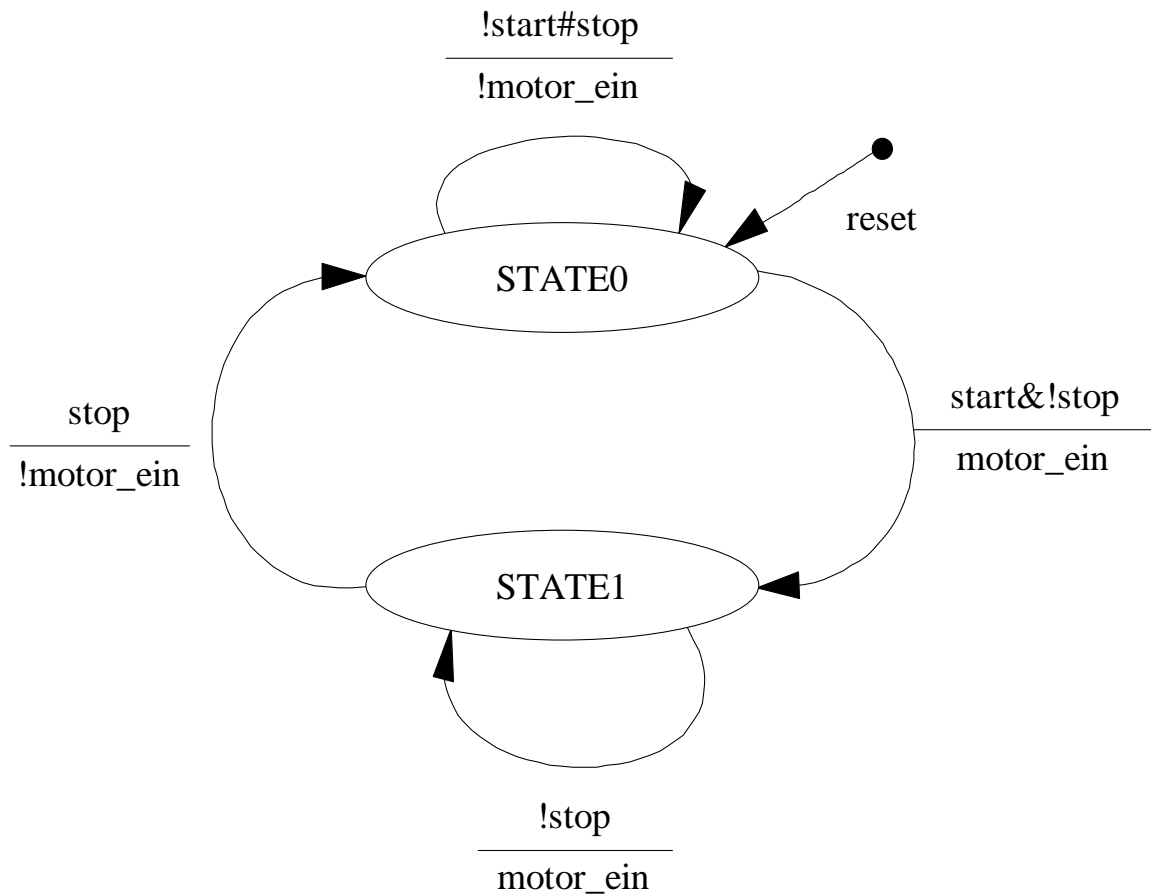 !start#stop
!motor_ein
reset
STATE0
start&!stop
motor_ein
stop
!motor_ein
STATE1
!stop
motor_ein